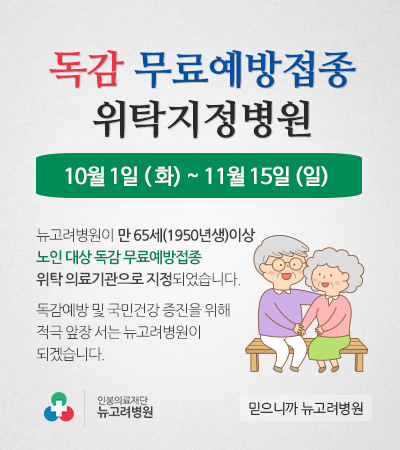 독감 무료예방접종
위탁지정병원
10월 1일 (화) ~ 11월 15일 (일)
뉴고려병원이 만 65세(1950년생)이상
노인 대상 독감 무료예방접종
위탁 의료기관으로 지정되었습니다.
독감예방 및 국민건강 증진을 위해
적극 앞장 서는 뉴고려병원이
되겠습니다.
인봉의료재단
뉴고려병원
믿으니까 뉴고려병원